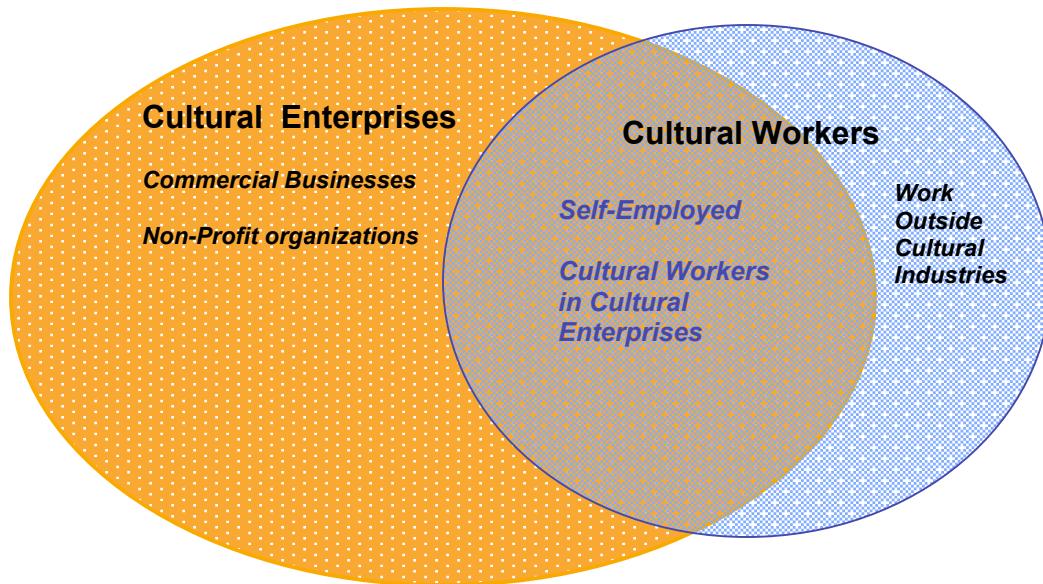 Cultural Enterprises
Commercial Businesses
Non-Profit organizations
Cultural Workers
Self-Employed
Cultural Workers
in Cultural
Enterprises
Work
Outside
Cultural
Industries